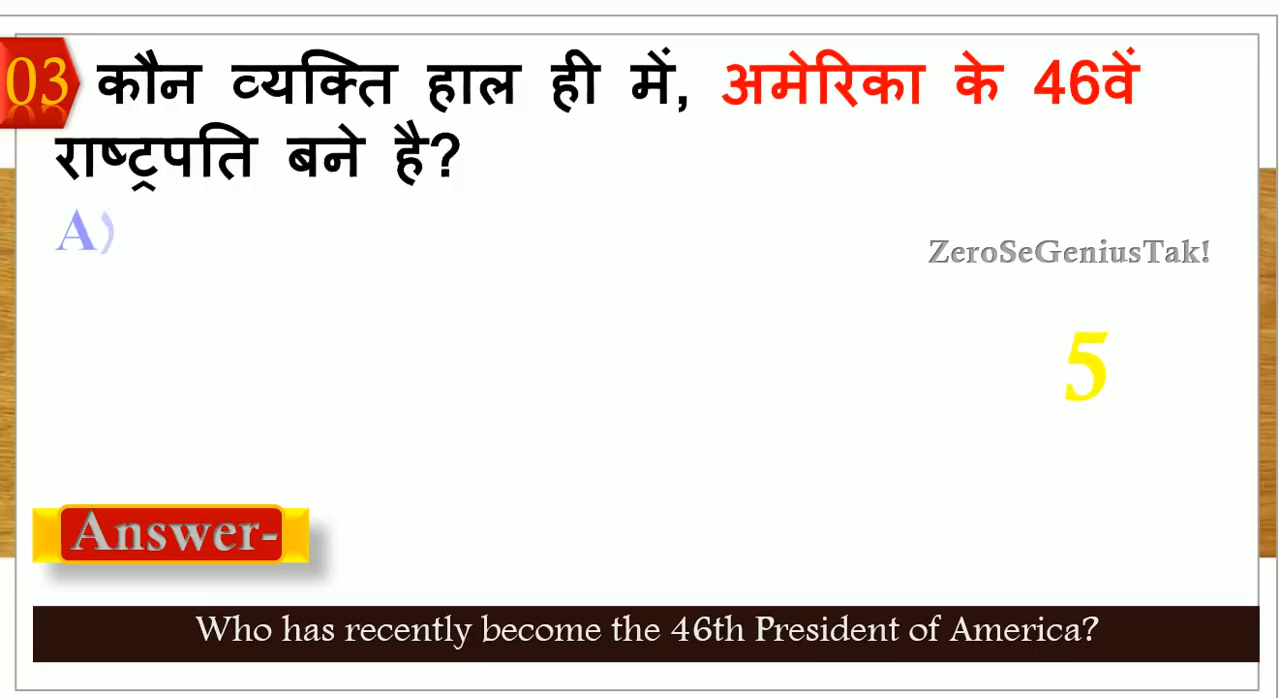 03 कौन व्यक्ति हाल ही में, अमेरिका के 46वें
राष्ट्रपति बने है?
A)
ZeroSeGeniusTak!
5
Answer-
Who has recently become the 46th President of America?